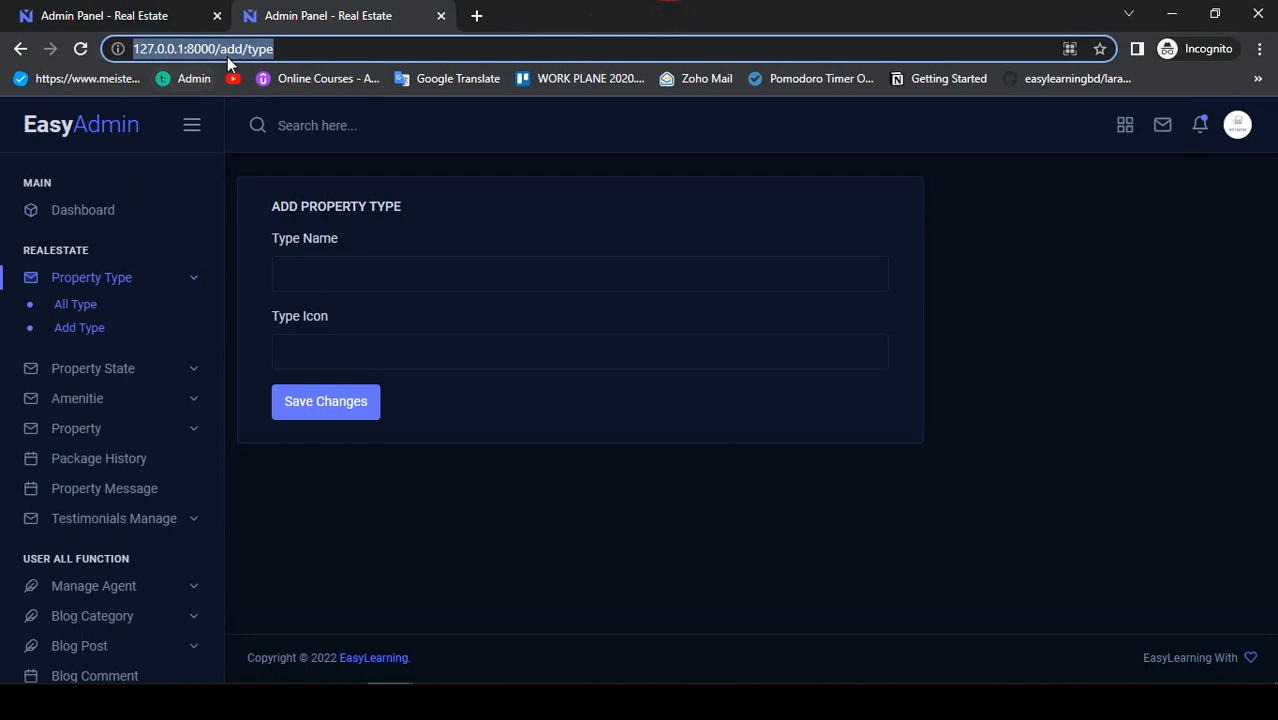 Admin Panel - Real Estate
Admin Panel - Real Estate
127.0.0.1:8000/add/type
Incognito
https://www.meiste...
Admin
Online Courses - A...
Google Translate
WORK PLANE 2020....
Zoho Mail
Pomodoro Timer O...
Getting Started
easylearningbd/lara...
EasyAdmin
Search here...
MAIN
Dashboard
REALESTATE
Property Type
All Type
Add Type
Property State
Amenitie
Property
Package History
Property Message
Testimonials Manage
USER ALL FUNCTION
Manage Agent
Blog Category
Blog Post
Blog Comment
ADD PROPERTY TYPE
Type Name
Type Icon
Save Changes
Copyright © 2022 EasyLearning.
EasyLearning With